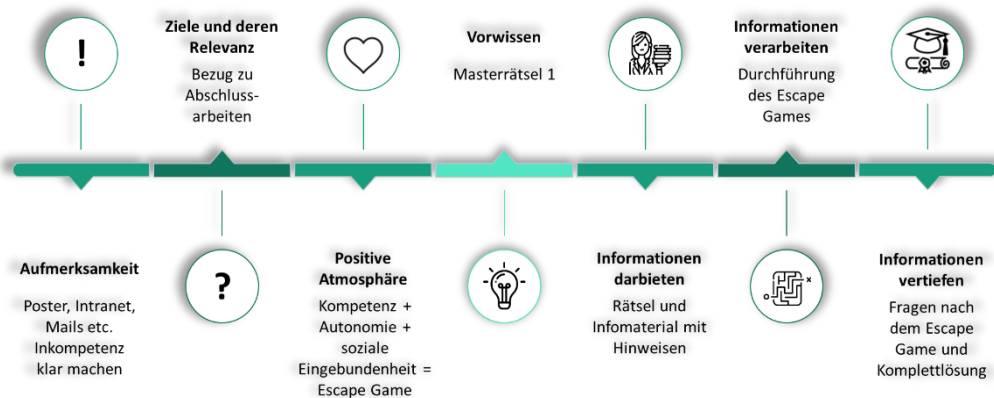 !
Ziele und deren
Relevanz
Bezug zu
Abschluss-
arbeiten
Vorwissen
Masterrätsel 1
Informationen
verarbeiten
Durchführung
des Escape
Games
Aufmerksamkeit
Poster, Intranet,
Mails etc.
Inkompetenz
klar machen
?
Positive
Atmosphäre
Kompetenz +
Autonomie +
soziale
Eingebundenheit =
Escape Game
Informationen
darbieten
Rätsel und
Infomaterial mit
Hinweisen
Informationen
vertiefen
Fragen nach
dem Escape
Game und
Komplettlösung